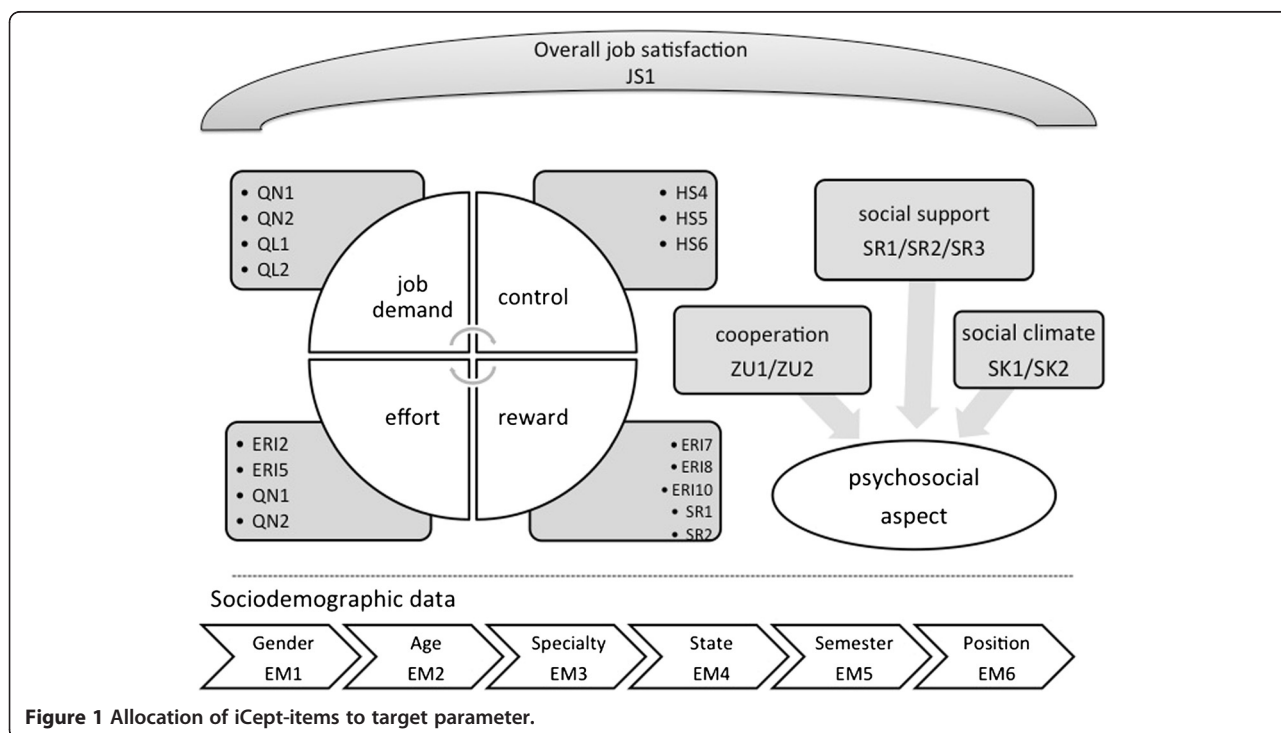 Overall job satisfaction
JS1
• QN1
• QN2
• QL1
• QL2
job
demand
• HS4
• HS5
• HS6
control
• ERI2
• ERI5
• QN1
• QN2
effort
• ERI7
• ERI8
• ERI10
• SR1
• SR2
reward
social support
SR1/SR2/SR3
cooperation
ZU1/ZU2
social climate
SK1/SK2
psychosocial
aspect
Sociodemographic data
Gender
EM1
Age
EM2
Specialty
EM3
State
EM4
Semester
EM5
Position
EM6
Figure 1 Allocation of iCept-items to target parameter.